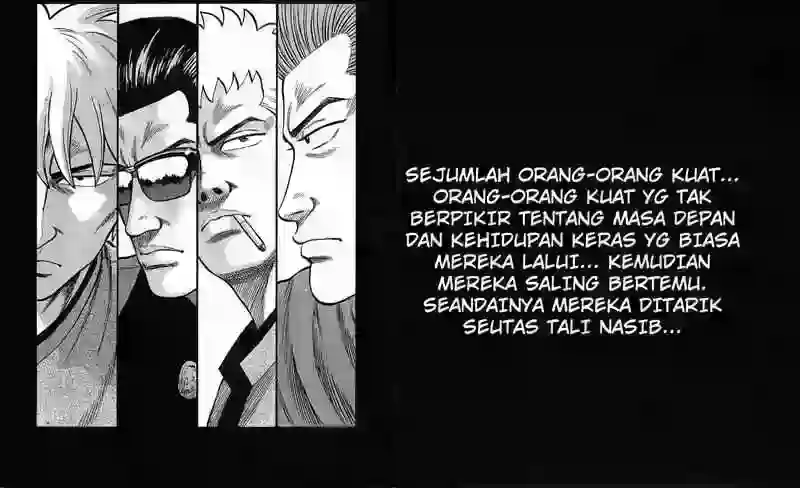 SEJUMLAH ORANG-ORANG KUAT...
ORANG-ORANG KUAT YG TAK
BERPIKIR TENTANG MASA DEPAN
DAN KEHIDUPAN KERAS YG BIASA
MEREKA LALUI... KEMUDIAN
MEREKA SALING BERTEMU.
SEANDAINYA MEREKA DITARIK
SEUTAS TALI NASIB...